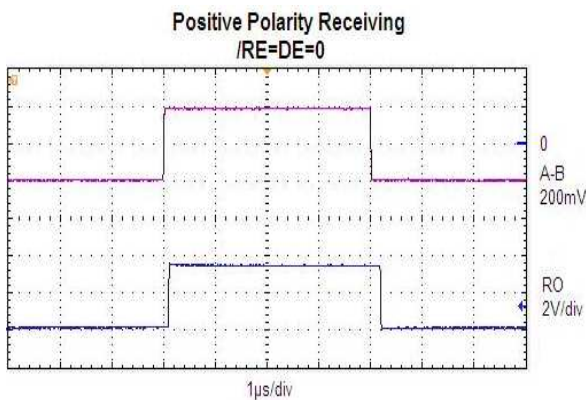 Positive Polarity Receiving
/RE=DE=0
0
A-B
200mV
RO
2V/div
1µs/div